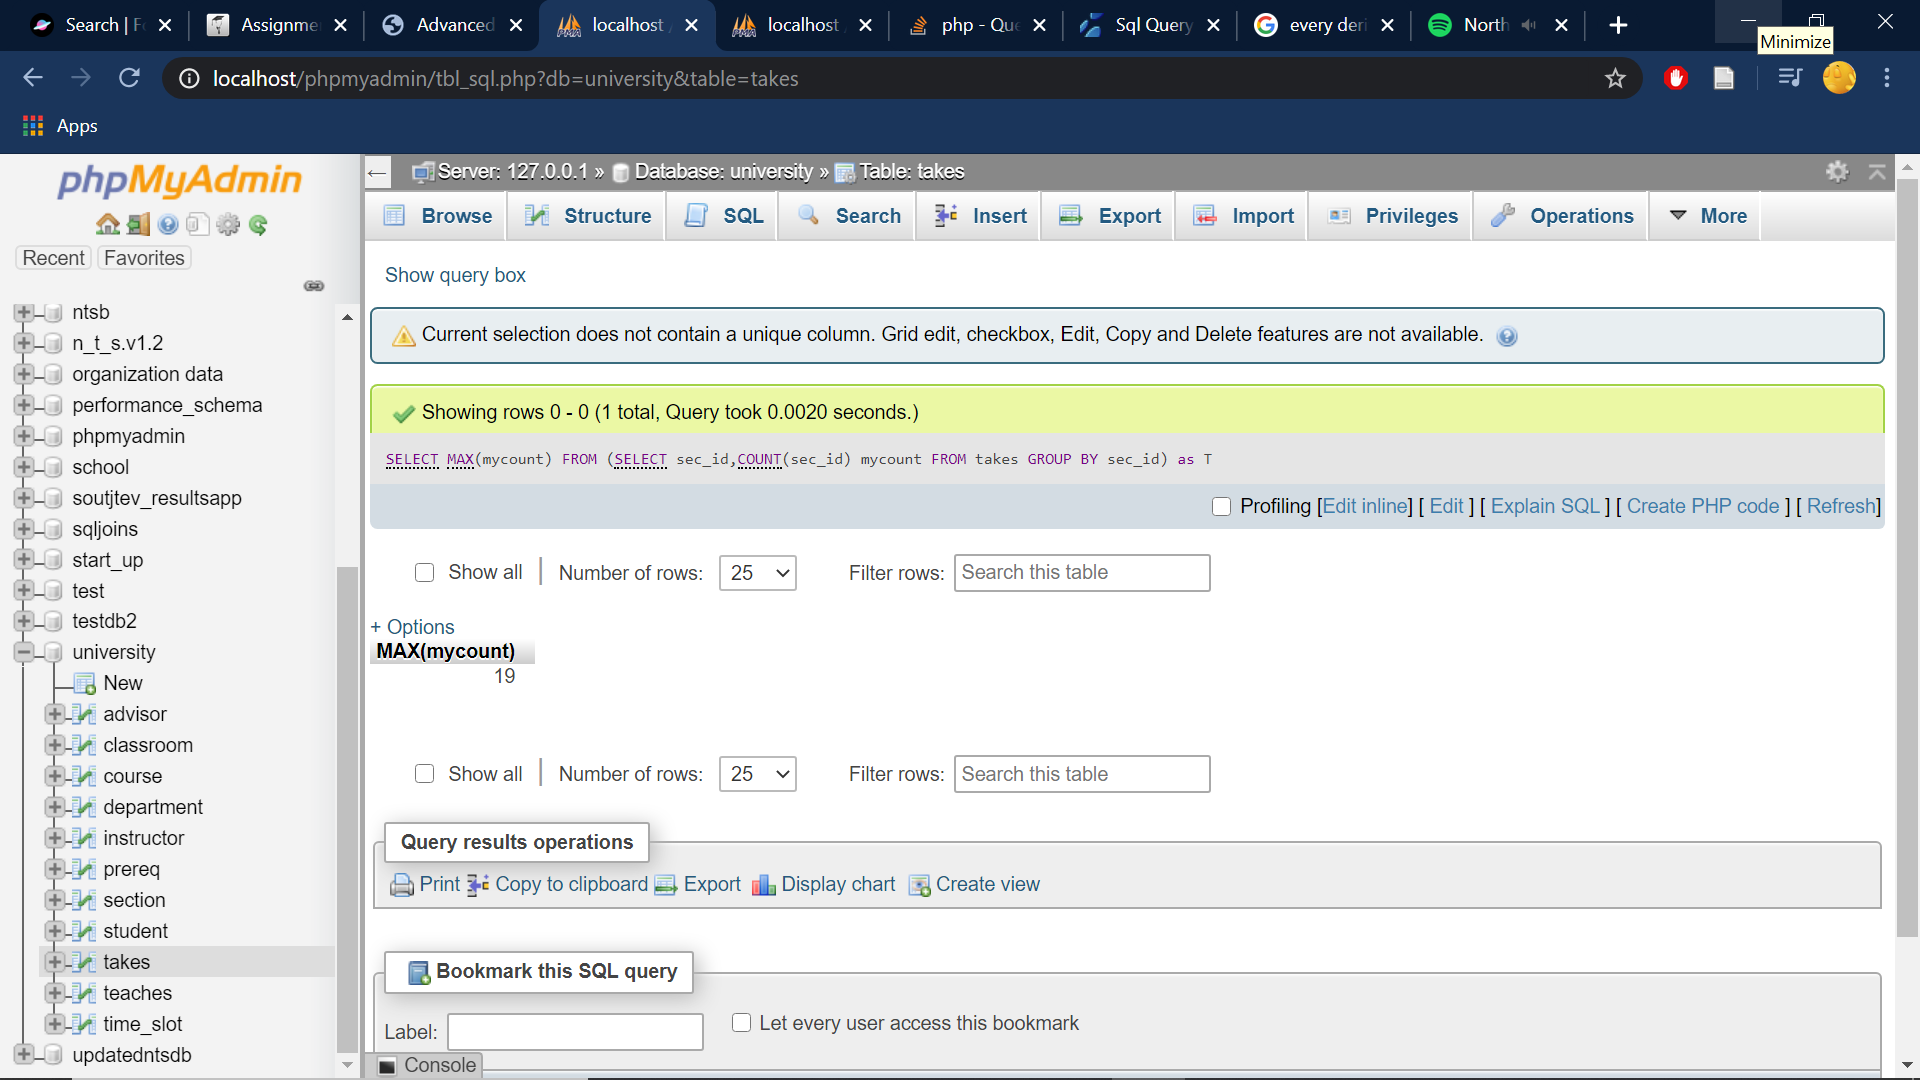 Search | F
Assignme
Advanced
localhost /
localhost /
php - Que
Sql Query
every deri
North
Minimize
localhost/phpmyadmin/tbl_sql.php?db=university&table=takes
Apps
phpMyAdmin
Recent
Favorites
ntsb
n_t_s.v1.2
organization data
performance_schema
phpmyadmin
school
soutjtev_resultsapp
sqljoins
start_up
test
testdb2
university
New
advisor
classroom
course
department
instructor
prereq
section
student
takes
teaches
time_slot
updatedntsdb
Server: 127.0.0.1 » Database: university » Table: takes
Browse
Structure
SQL
Search
Insert
Export
Import
Privileges
Operations
More
Show query box
Current selection does not contain a unique column. Grid edit, checkbox, Edit, Copy and Delete features are not available.
Showing rows 0 - 0 (1 total, Query took 0.0020 seconds.)
SELECT MAX(mycount) FROM (SELECT sec_id,COUNT(sec_id) mycount FROM takes GROUP BY sec_id) as T
Profiling [Edit inline] [ Edit ] [ Explain SQL ] [ Create PHP code ] [ Refresh]
Show all
Number of rows: 25
Filter rows: Search this table
+ Options
MAX(mycount)
19
Show all
Number of rows: 25
Filter rows: Search this table
Query results operations
Print
Copy to clipboard
Export
Display chart
Create view
Bookmark this SQL query
Label:
Let every user access this bookmark
Console